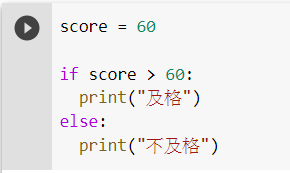 score = 60

if score > 60:
  print("及格")
else:
  print("不及格")